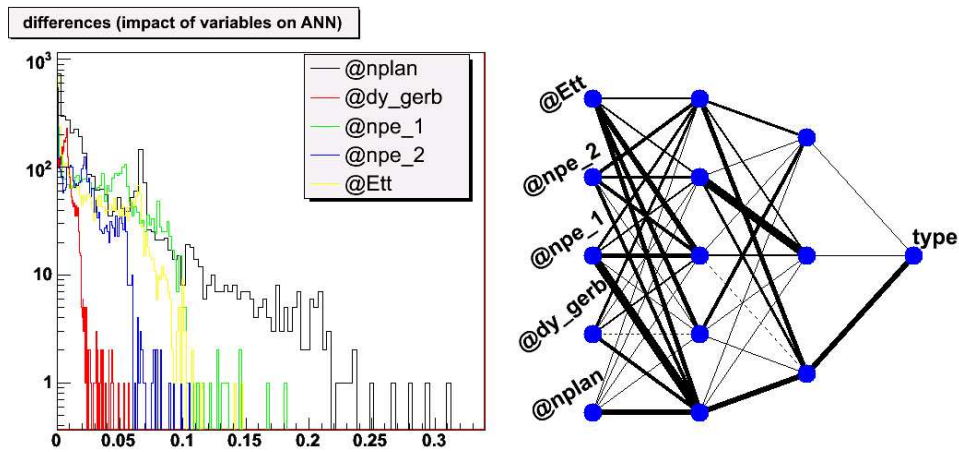 differences (impact of variables on ANN)
10³
10²
10
1
0 0.05 0.1 0.15 0.2 0.25 0.3
@nplan
@dy_gerb
@npe_1
@npe_2
@Ett
@Ett
@npe_2
@npe_1
@dy_gerb
@nplan
type